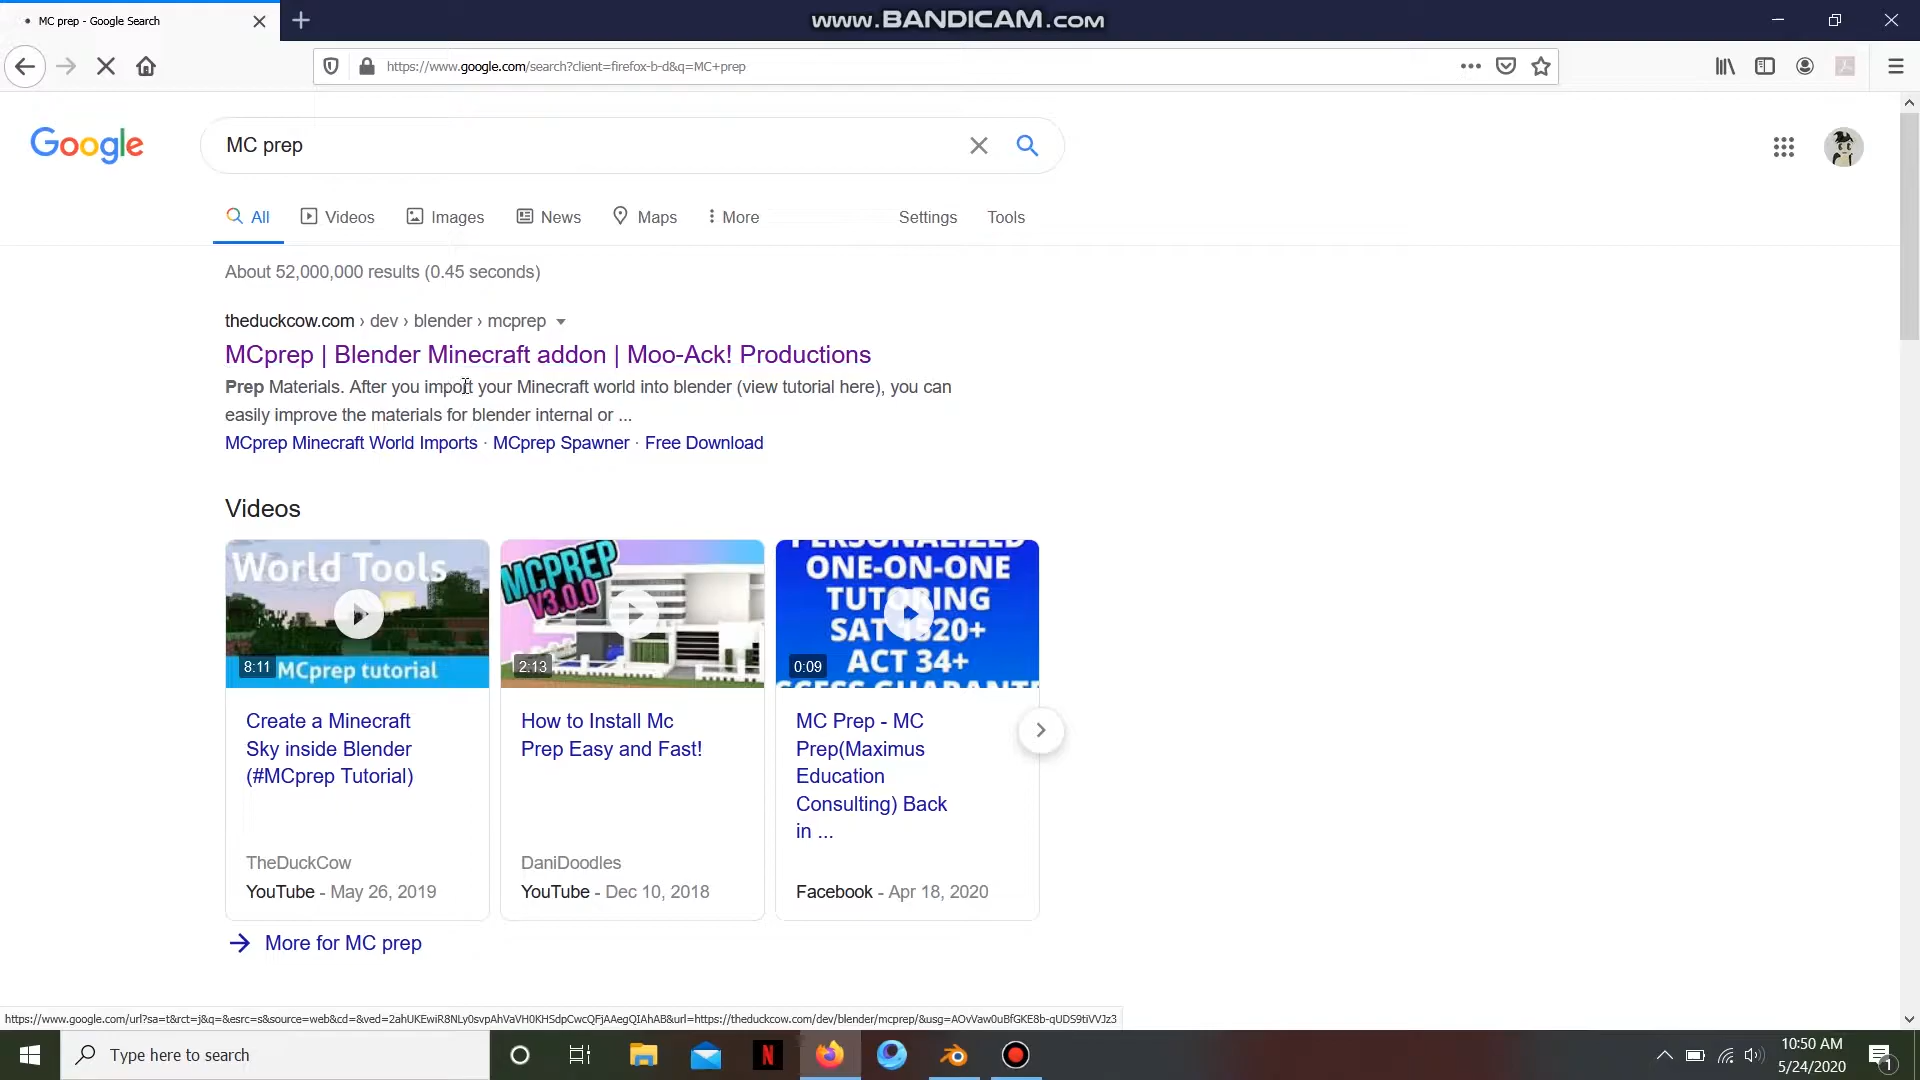 MC prep - Google Search
www.BANDICAM.com
https://www.google.com/search?client=firefox-b-d&q=MC+prep
Google
MC prep
All
Videos
Images
News
Maps
More
Settings
Tools
About 52,000,000 results (0.45 seconds)
theduckcow.com › dev › blender › mcprep
MCprep | Blender Minecraft addon | Moo-Ack! Productions
Prep Materials. After you import your Minecraft world into blender (view tutorial here), you can
easily improve the materials for blender internal or ...
MCprep Minecraft World Imports · MCprep Spawner · Free Download
Videos
World Tools
8:11
MCprep tutorial
MCPREP
V3.0.0
2:13
PERSONALIZED
ONE-ON-ONE
TUTORING
SAT 1520+
ACT 34+
0:09
Create a Minecraft
Sky inside Blender
(#MCprep Tutorial)
TheDuckCow
YouTube - May 26, 2019
How to Install Mc
Prep Easy and Fast!
DaniDoodles
YouTube - Dec 10, 2018
MC Prep - MC
Prep(Maximus
Education
Consulting) Back
in ...
Facebook - Apr 18, 2020
More for MC prep
Type here to search
N
10:50 AM
5/24/2020
1